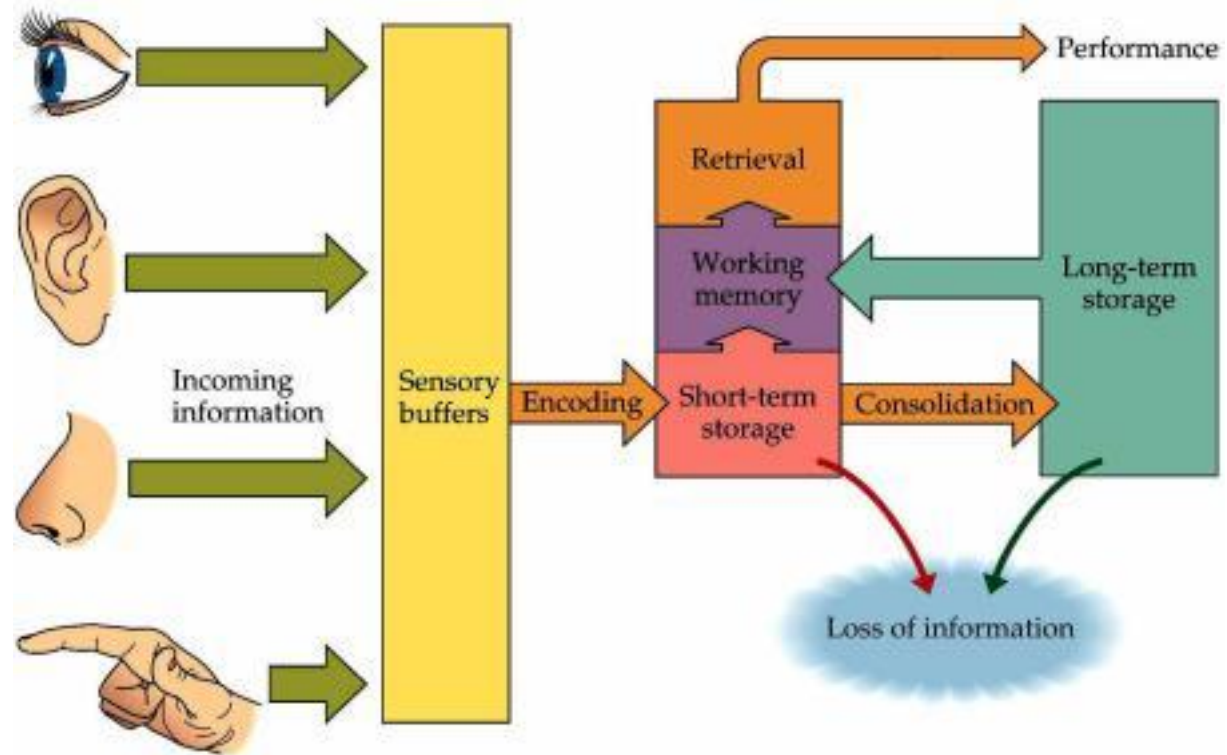 Performance
Retrieval
Working
memory
Long-term
storage
Incoming
information
Sensory
buffers
Encoding
Short-term
storage
Consolidation
Loss of information